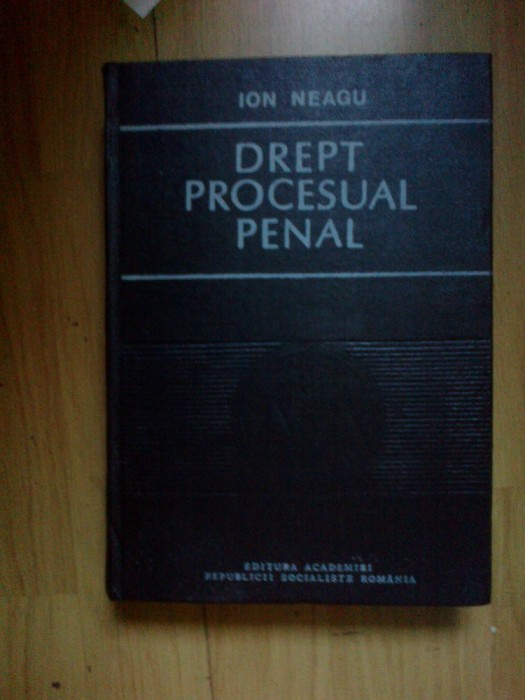 ION NEAGU
DREPT
PROCESUAL
PENAL
EDITURA ACADEMIEI
REPUBLICII SOCIALISTE ROMÂNIA